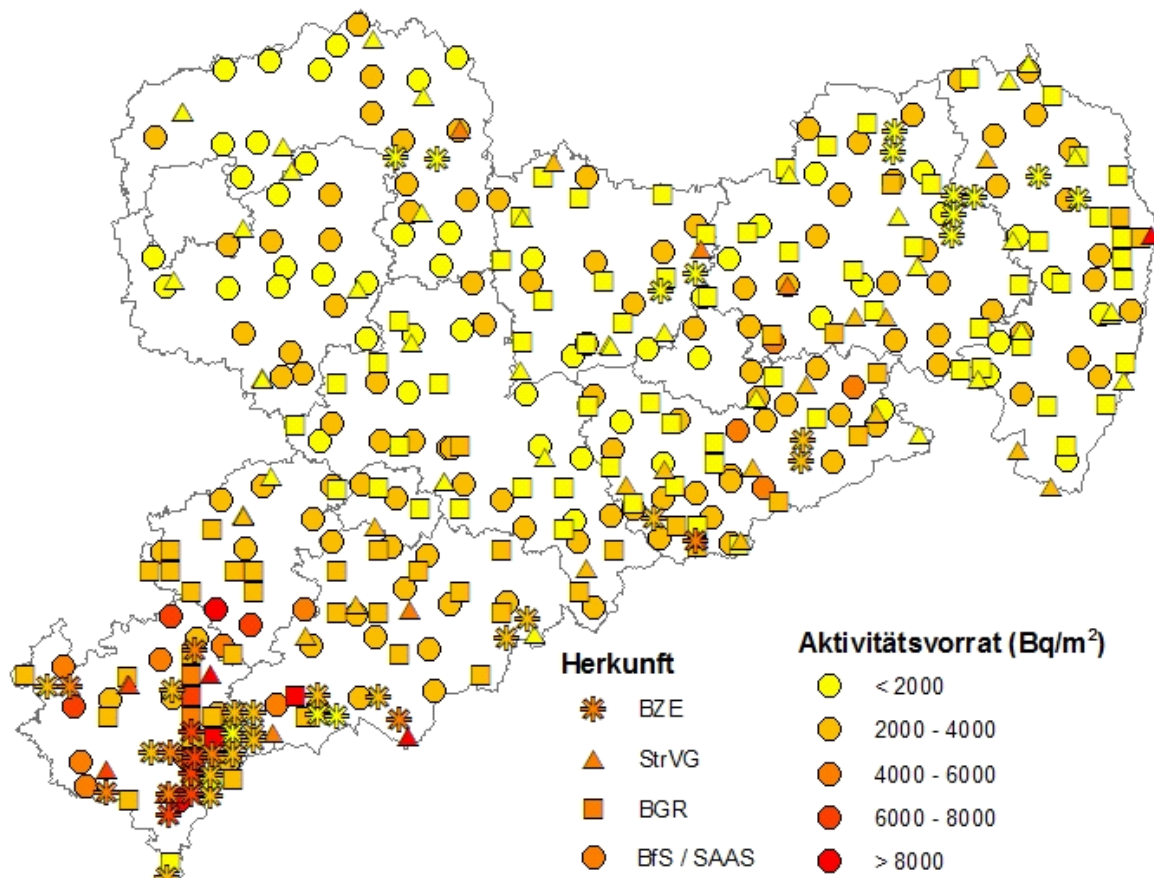 Herkunft
BZE
StrVG
BGR
BfS / SAAS
Aktivitätsvorrat (Bq/m²)
< 2000
2000 - 4000
4000 - 6000
6000 - 8000
> 8000